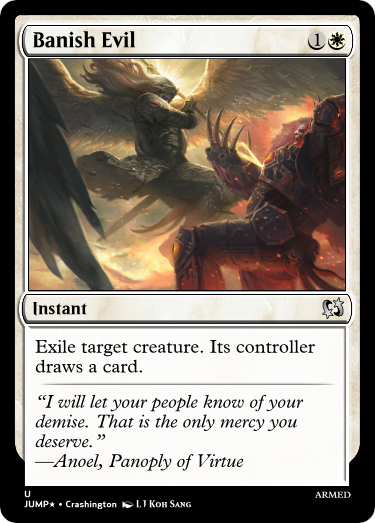 Banish Evil 1
Instant
Exile target creature. Its controller
draws a card.
“I will let your people know of your
demise. That is the only mercy you
deserve.”
—Anoel, Panoply of Virtue
U ARMED
JUMP★ • Crashington LJ Koh Sang